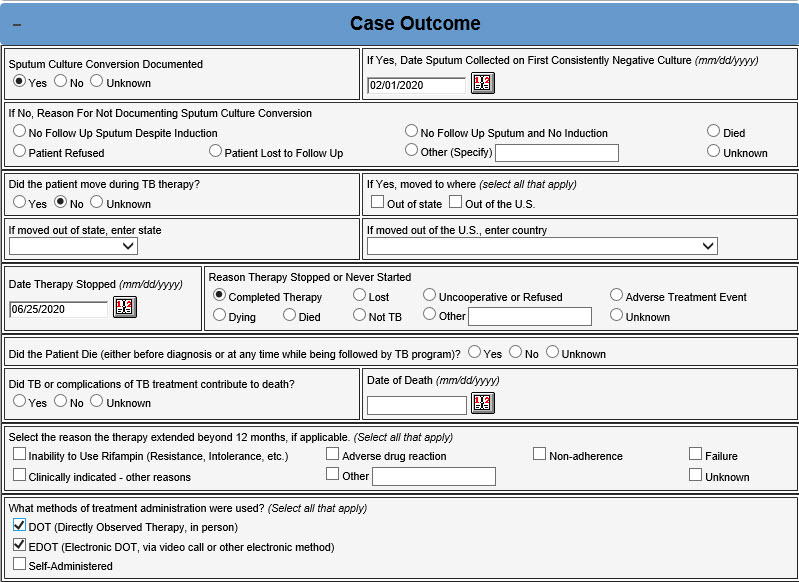 Case Outcome
Sputum Culture Conversion Documented
Yes No Unknown
If Yes, Date Sputum Collected on First Consistently Negative Culture (mm/dd/yyyy)
02/01/2020
If No, Reason For Not Documenting Sputum Culture Conversion
No Follow Up Sputum Despite Induction No Follow Up Sputum and No Induction Died
Patient Refused Patient Lost to Follow Up Other (Specify) Unknown
Did the patient move during TB therapy?
Yes No Unknown
If Yes, moved to where (select all that apply)
Out of state Out of the U.S.
If moved out of state, enter state
If moved out of the U.S., enter country
Date Therapy Stopped (mm/dd/yyyy)
06/25/2020
Reason Therapy Stopped or Never Started
Completed Therapy Lost Uncooperative or Refused Adverse Treatment Event
Dying Died Not TB Other Unknown
Did the Patient Die (either before diagnosis or at any time while being followed by TB program)? Yes No Unknown
Did TB or complications of TB treatment contribute to death?
Yes No Unknown
Date of Death (mm/dd/yyyy)
Select the reason the therapy extended beyond 12 months, if applicable. (Select all that apply)
Inability to Use Rifampin (Resistance, Intolerance, etc.) Adverse drug reaction Non-adherence Failure
Clinically indicated - other reasons Other Unknown
What methods of treatment administration were used? (Select all that apply)
DOT (Directly Observed Therapy, in person)
EDOT (Electronic DOT, via video call or other electronic method)
Self-Administered